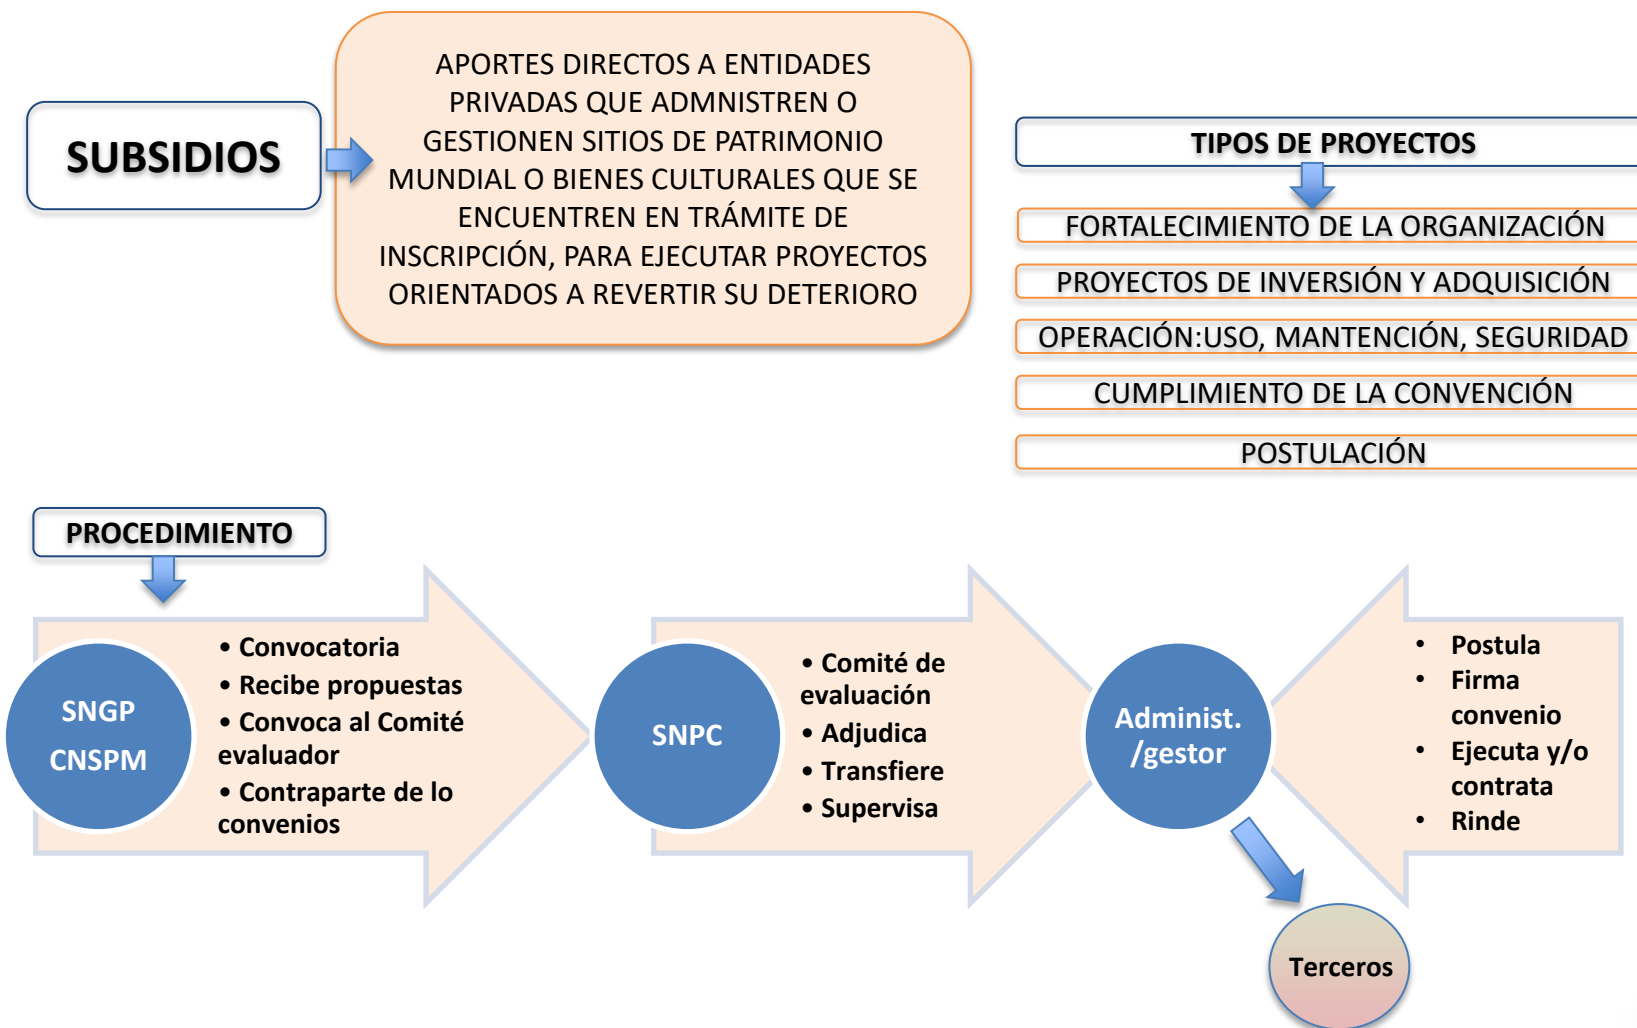 SUBSIDIOS
APORTES DIRECTOS A ENTIDADES
PRIVADAS QUE ADMNISTREN O
GESTIONEN SITIOS DE PATRIMONIO
MUNDIAL O BIENES CULTURALES QUE SE
ENCUENTREN EN TRÁMITE DE
INSCRIPCIÓN, PARA EJECUTAR PROYECTOS
ORIENTADOS A REVERTIR SU DETERIORO
TIPOS DE PROYECTOS
FORTALECIMIENTO DE LA ORGANIZACIÓN
PROYECTOS DE INVERSIÓN Y ADQUISICIÓN
OPERACIÓN:USO, MANTENCIÓN, SEGURIDAD
CUMPLIMIENTO DE LA CONVENCIÓN
POSTULACIÓN
PROCEDIMIENTO
SNGP
CNSPM
• Convocatoria
• Recibe propuestas
• Convoca al Comité
evaluador
• Contraparte de lo
convenios
SNPC
• Comité de
evaluación
• Adjudica
• Transfiere
• Supervisa
Administ.
/gestor
• Postula
• Firma
convenio
• Ejecuta y/o
contrata
• Rinde
Terceros